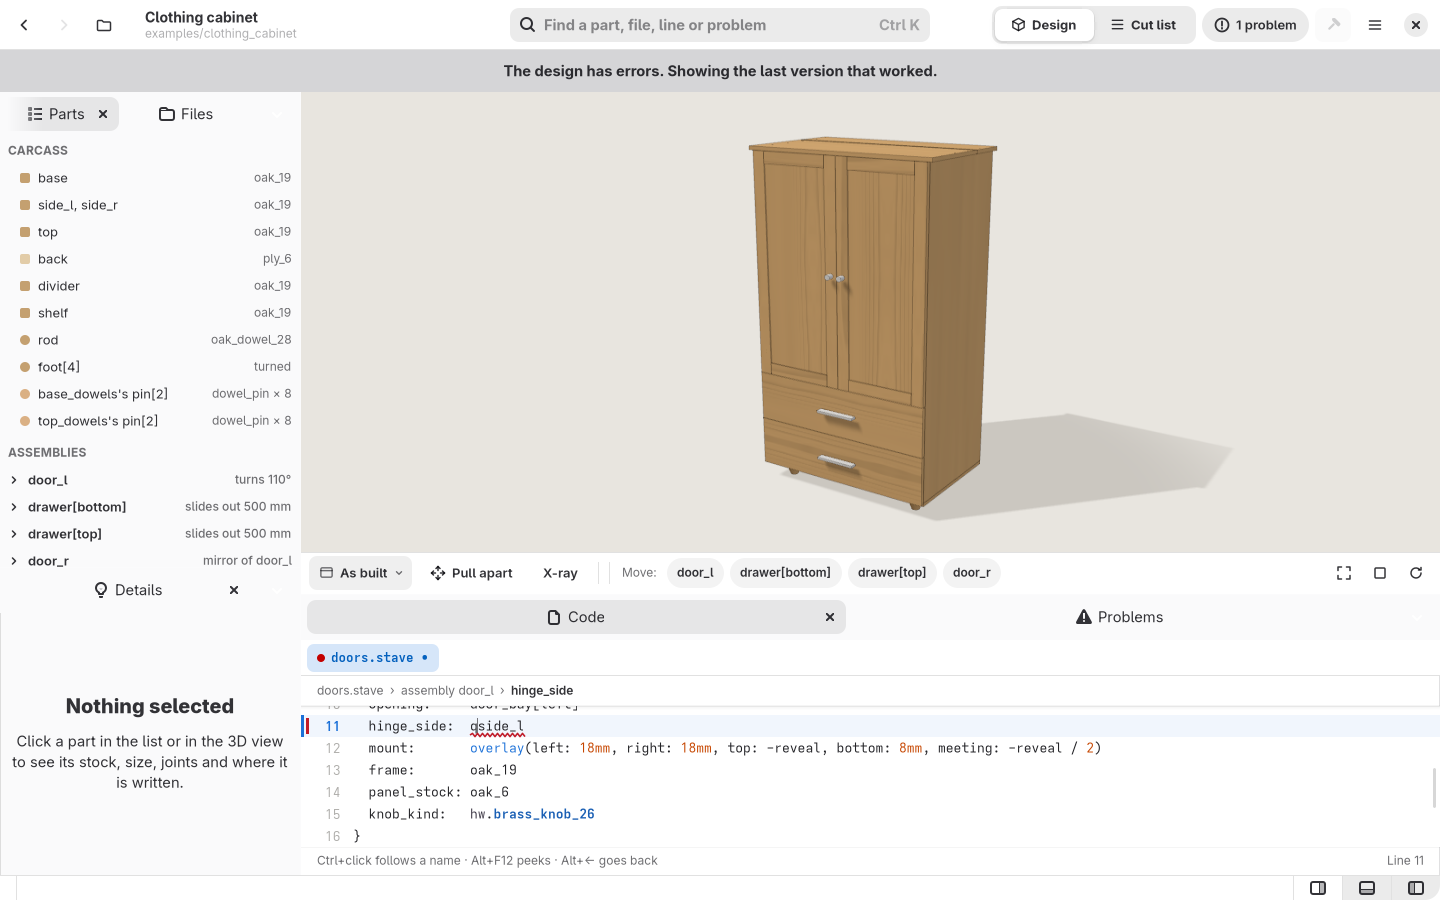 Clothing cabinet
examples/clothing_cabinet
Find a part, file, line or problem
Ctrl K
Design
Cut list
1 problem
The design has errors. Showing the last version that worked.
Parts
Files
CARCASS
base oak_19
side_l, side_r oak_19
top oak_19
back ply_6
divider oak_19
shelf oak_19
rod oak_dowel_28
foot[4] turned
base_dowels's pin[2] dowel_pin × 8
top_dowels's pin[2] dowel_pin × 8
ASSEMBLIES
door_l turns 110°
drawer[bottom] slides out 500 mm
drawer[top] slides out 500 mm
door_r mirror of door_l
Details
Nothing selected
Click a part in the list or in the 3D view
to see its stock, size, joints and where it
is written.
As built
Pull apart
X-ray
Move:
door_l
drawer[bottom]
drawer[top]
door_r
Code
Problems
doors.stave •
doors.stave › assembly door_l › hinge_side
10 opening: door_bay[left]
11 hinge_side: qside_l
12 mount: overlay(left: 18mm, right: 18mm, top: -reveal, bottom: 8mm, meeting: -reveal / 2)
13 frame: oak_19
14 panel_stock: oak_6
15 knob_kind: hw.brass_knob_26
16 }
Ctrl+click follows a name · Alt+F12 peeks · Alt+← goes back
Line 11